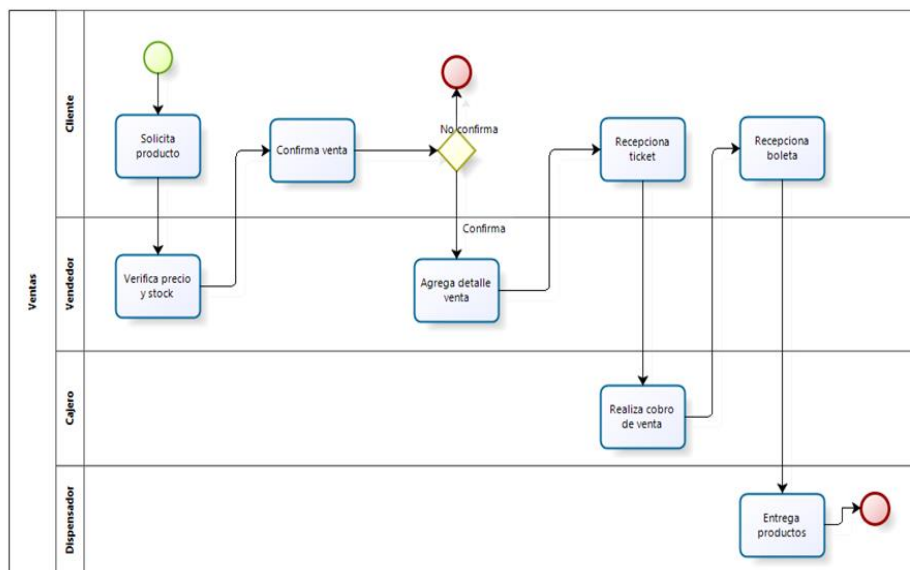 Ventas
Cliente
Solicita
producto
Confirma venta
No confirma
Recepciona
ticket
Recepciona
boleta
Vendedor
Verifica precio
y stock
Confirma
Agrega detalle
venta
Cajero
Realiza cobro
de venta
Dispensador
Entrega
productos